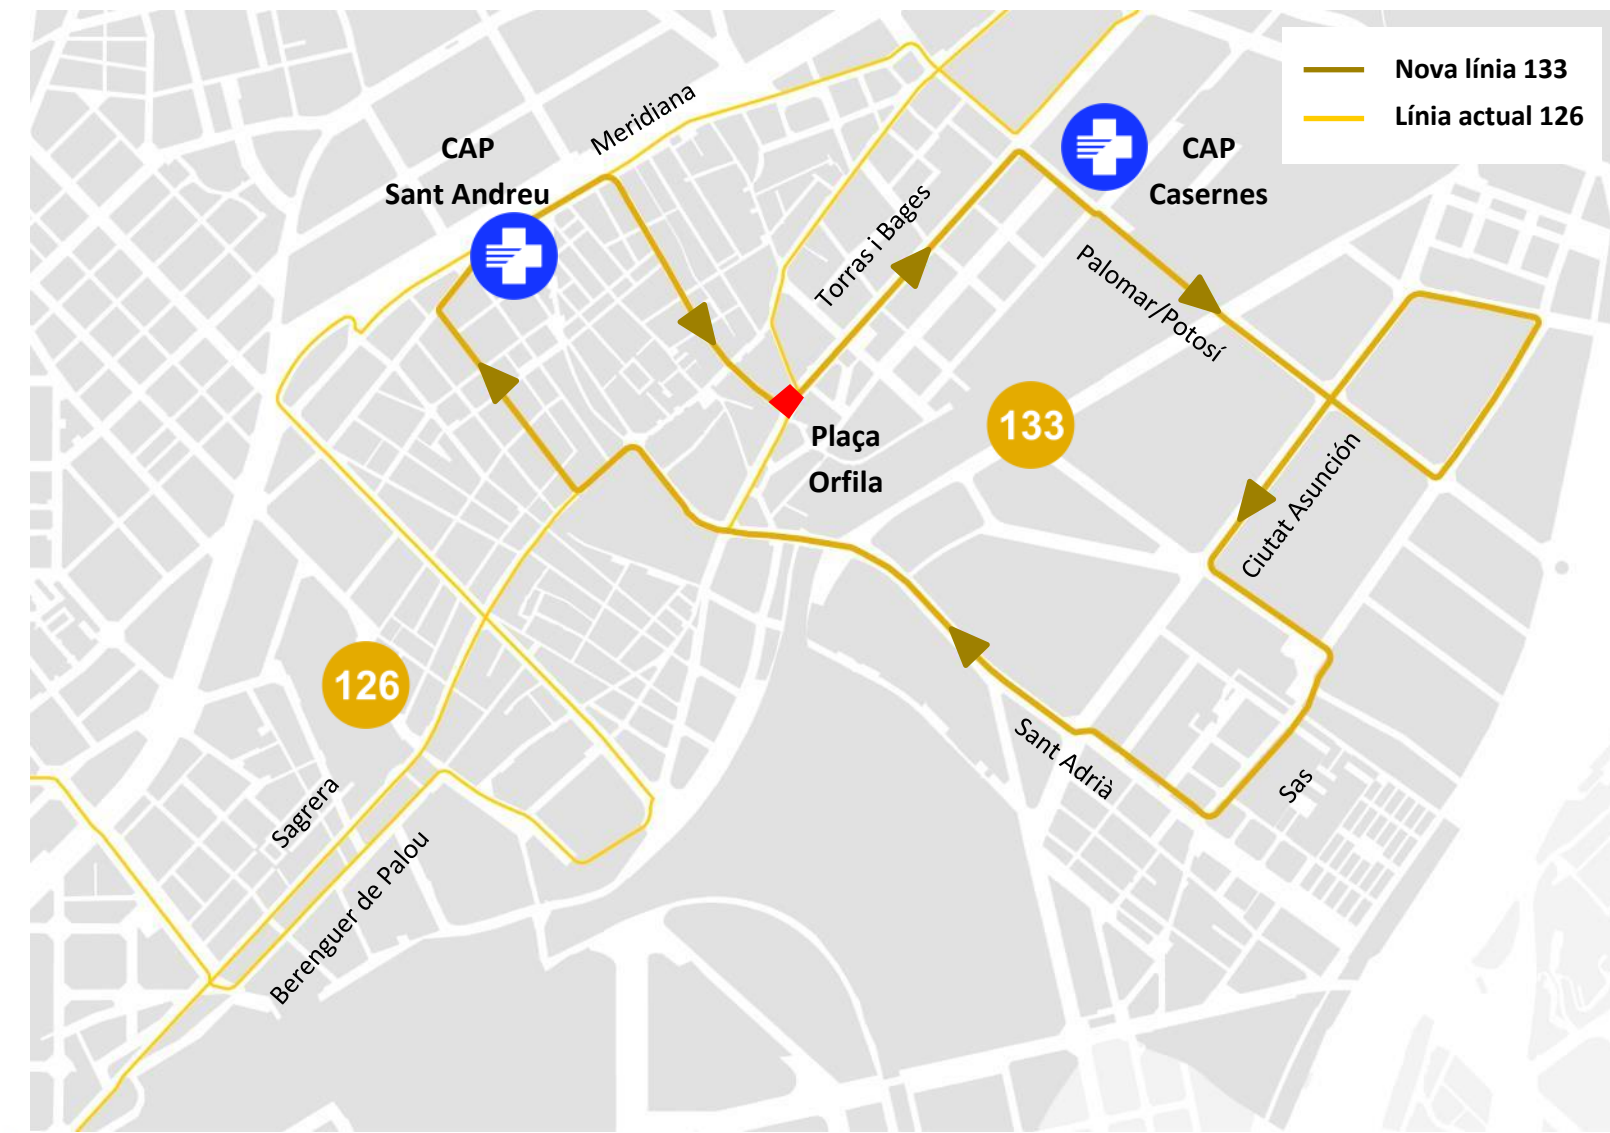 Nova línia 133
Línia actual 126
Meridiana
CAP
Sant Andreu
CAP
Casernes
Torras i Bages
Palomar/Potosí
133
Plaça
Orfila
Ciutat Asunción
126
Sant Adrià
Sas
Sagrera
Berenguer de Palou